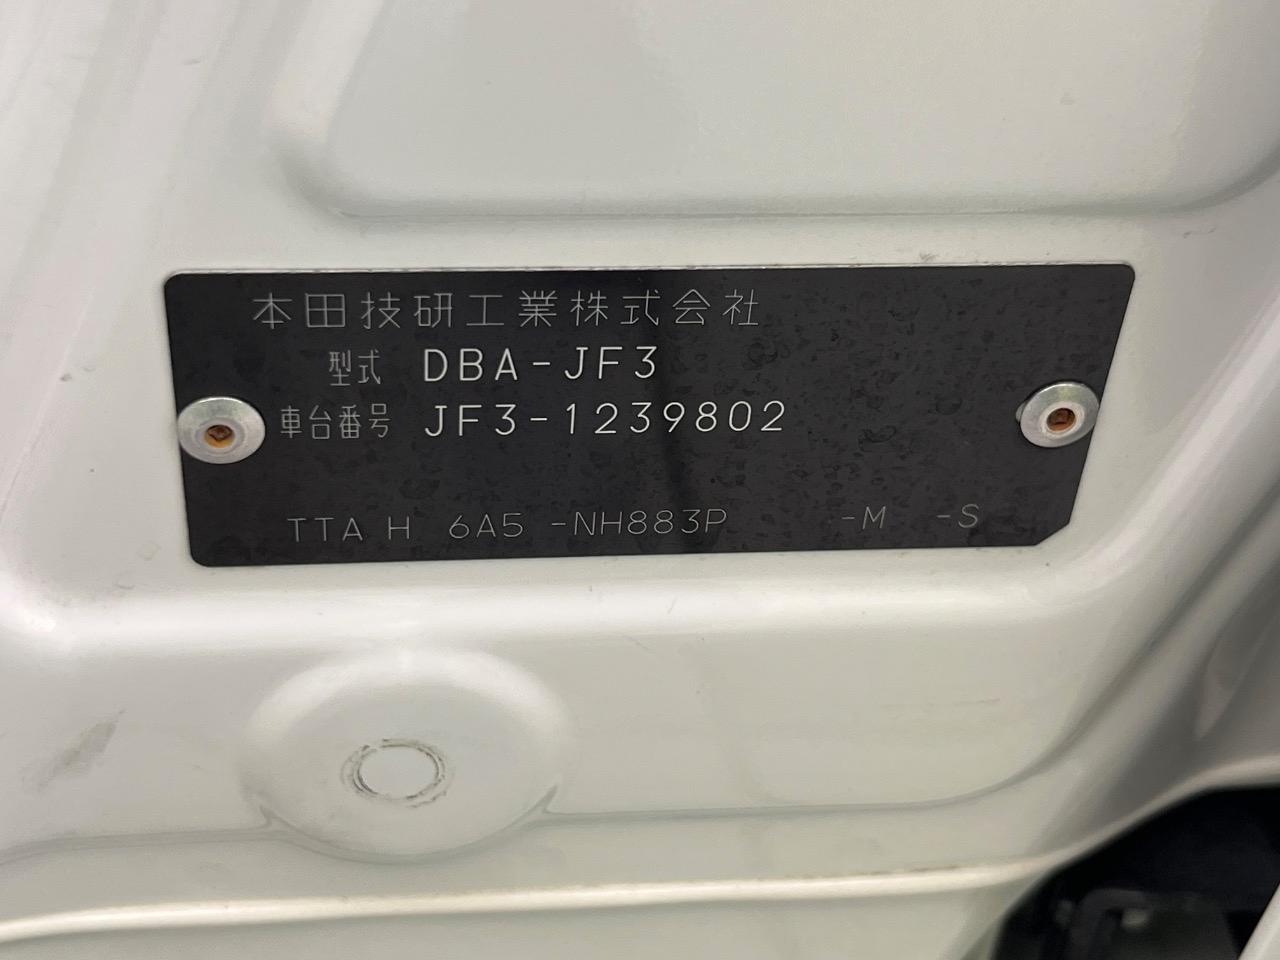 本田技研工業株式会社
型式 DBA-JF3
車台番号 JF3-1239802
TTA H 6A5 -NH883P -M -S